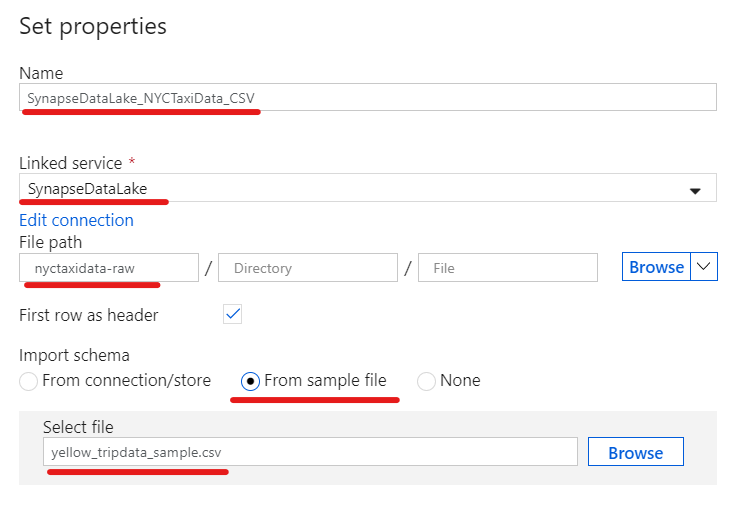 Set properties
Name
SynapseDataLake_NYCTaxiData_CSV
Linked service *
SynapseDataLake
Edit connection
File path
nyctaxidata-raw / Directory / File Browse
First row as header
Import schema
From connection/store From sample file None
Select file
yellow_tripdata_sample.csv Browse